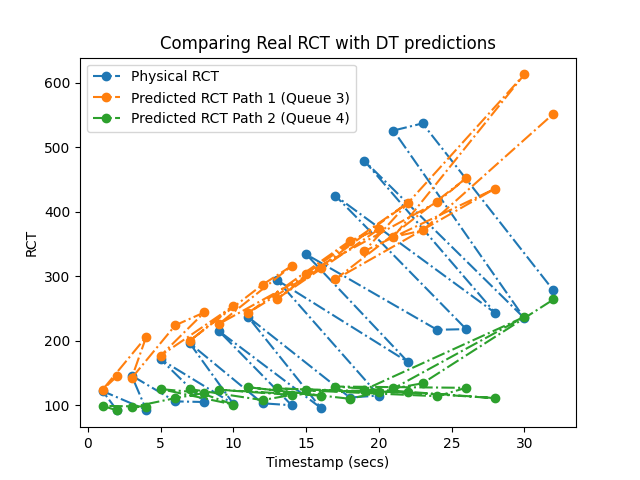 Comparing Real RCT with DT predictions
Physical RCT
Predicted RCT Path 1 (Queue 3)
Predicted RCT Path 2 (Queue 4)
RCT
600
500
400
300
200
100
0 5 10 15 20 25 30
Timestamp (secs)